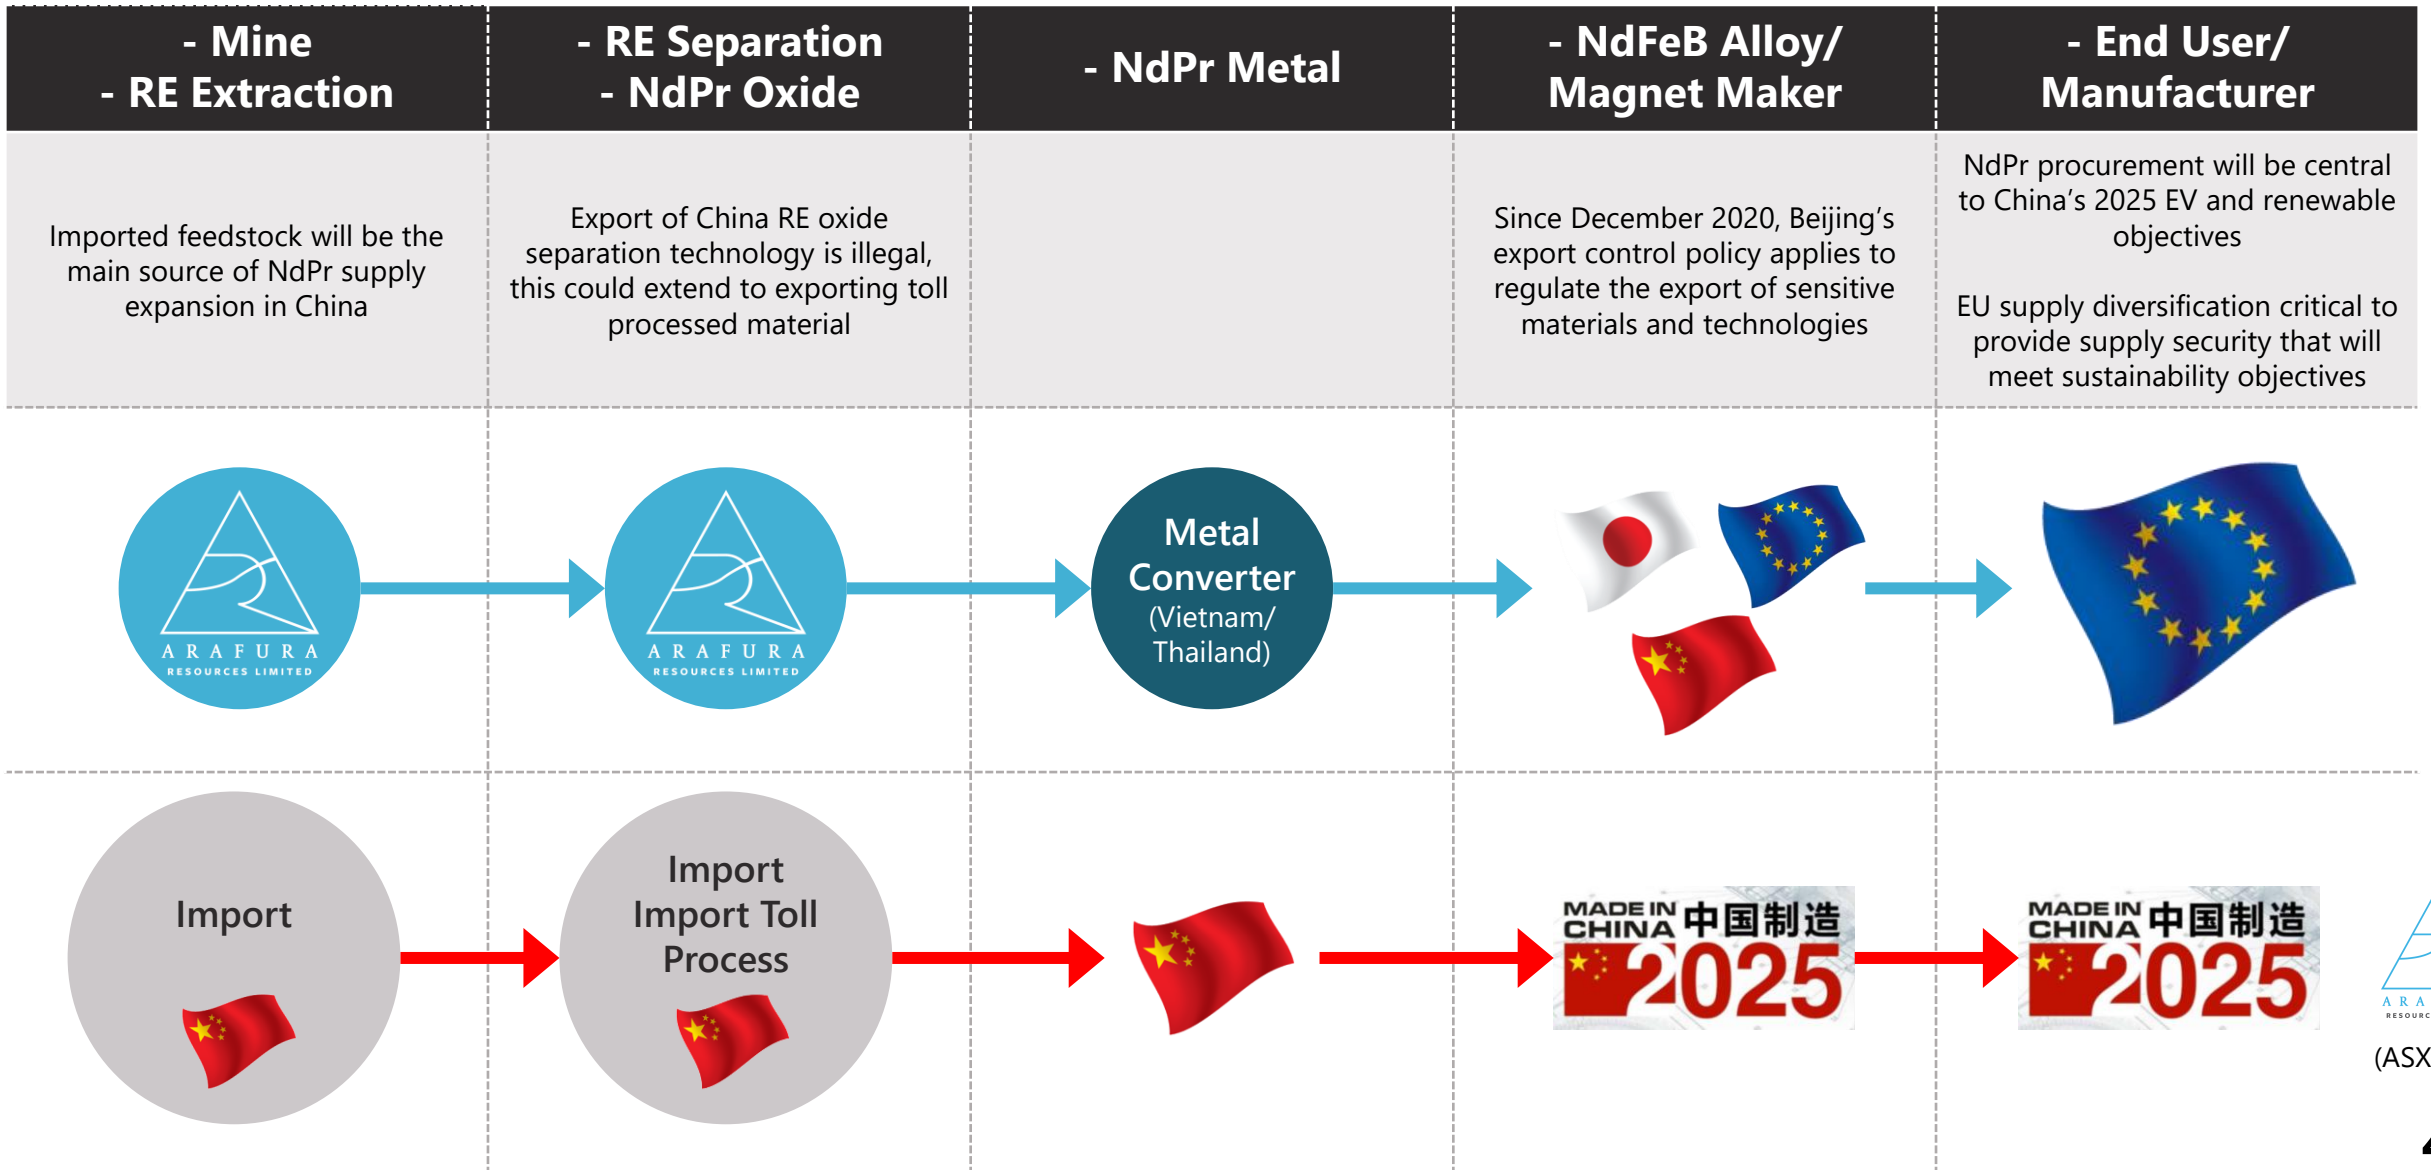 - Mine
- RE Extraction
- RE Separation
- NdPr Oxide
- NdPr Metal
- NdFeB Alloy/
Magnet Maker
- End User/
Manufacturer
Imported feedstock will be the
main source of NdPr supply
expansion in China
Export of China RE oxide
separation technology is illegal,
this could extend to exporting toll
processed material
Since December 2020, Beijing's
export control policy applies to
regulate the export of sensitive
materials and technologies
NdPr procurement will be central
to China's 2025 EV and renewable
objectives
EU supply diversification critical to
provide supply security that will
meet sustainability objectives
ARAFURA
RESOURCES LIMITED
ARAFURA
RESOURCES LIMITED
Metal
Converter
(Vietnam/
Thailand)
Import
Import
Import Toll
Process
MADE IN
CHINA 中国制造
2025
MADE IN
CHINA 中国制造
2025
(ASX